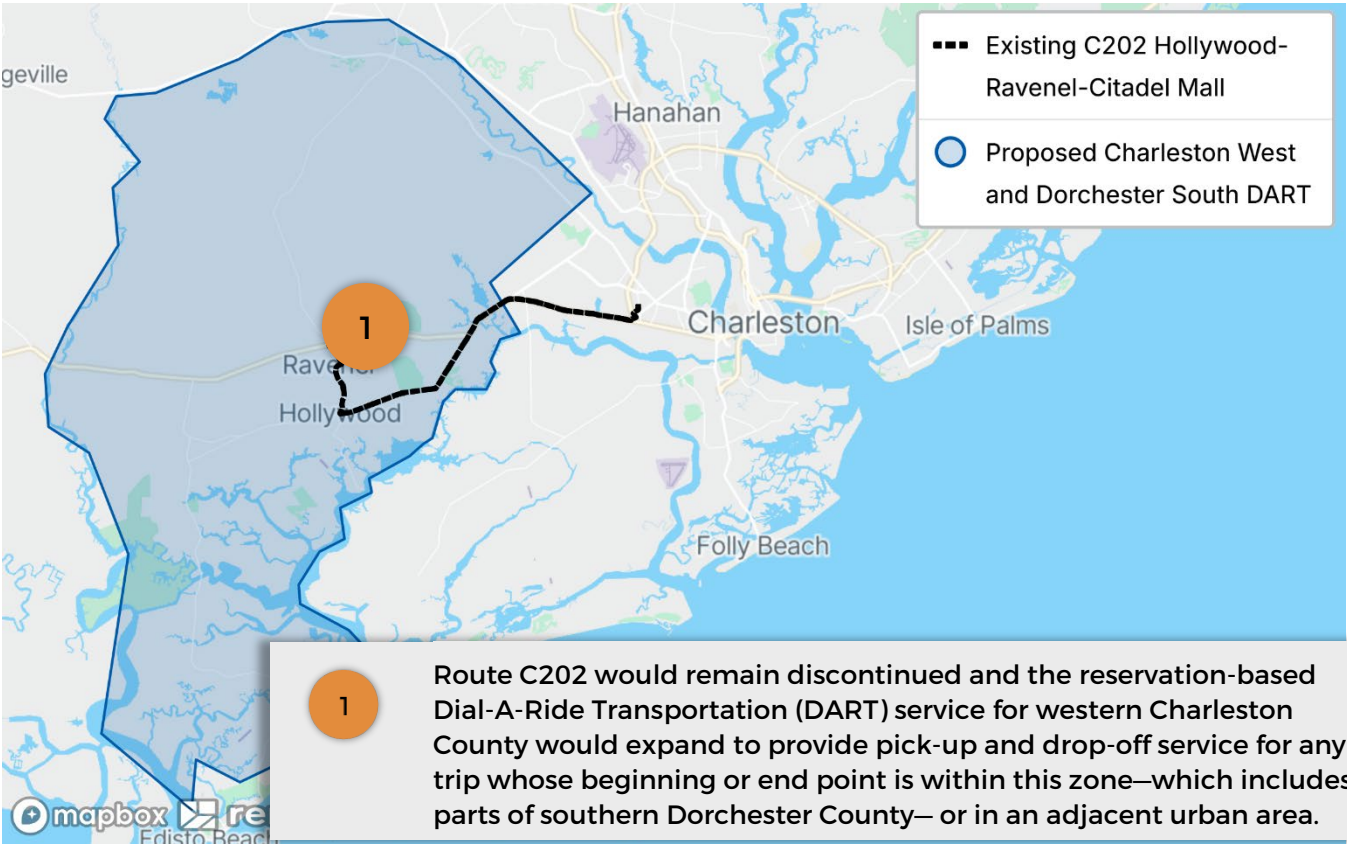 Existing C202 Hollywood-
Ravenel-Citadel Mall
Proposed Charleston West
and Dorchester South DART
geville
Hanahan
1
Charleston
Isle of Palms
Ravenel
Hollywood
Folly Beach
1
Route C202 would remain discontinued and the reservation-based
Dial-A-Ride Transportation (DART) service for western Charleston
County would expand to provide pick-up and drop-off service for any
trip whose beginning or end point is within this zone—which includes
parts of southern Dorchester County— or in an adjacent urban area.
mapbox re
Edisto Beach